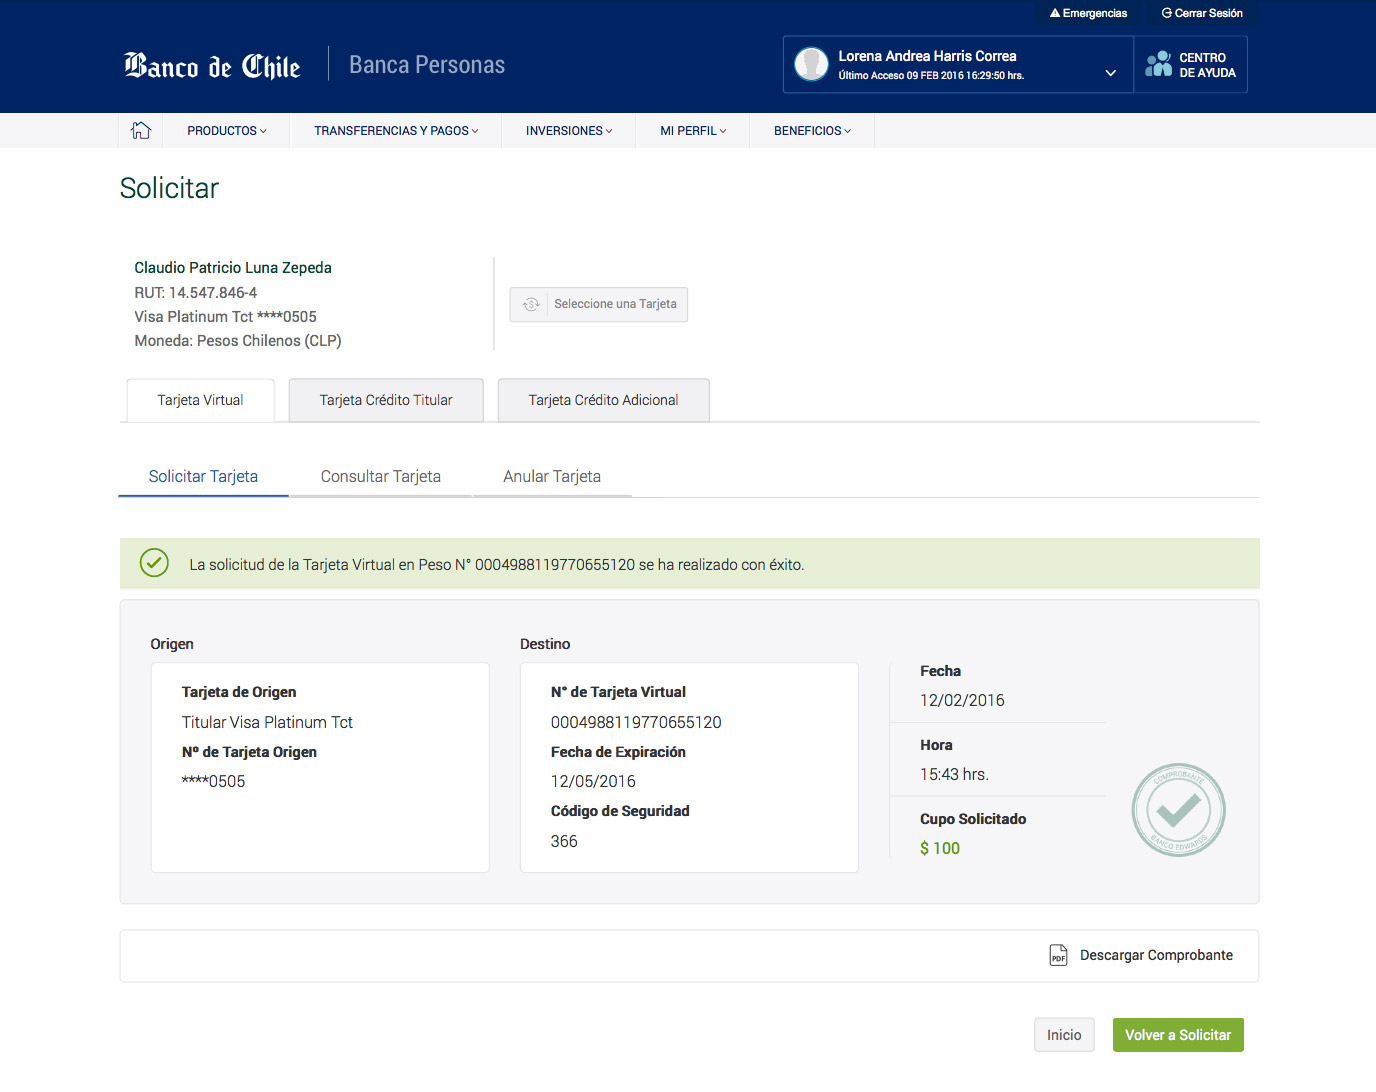 Emergencias Cerrar Sesión
Banco de Chile Banca Personas
Lorena Andrea Harris Correa
Último Acceso 09 FEB 2016 16:29:50 hrs.
CENTRO
DE AYUDA
PRODUCTOS TRANSFERENCIAS Y PAGOS INVERSIONES MI PERFIL BENEFICIOS
Solicitar
Claudio Patricio Luna Zepeda
RUT: 14.547.846-4
Visa Platinum Tct ****0505
Moneda: Pesos Chilenos (CLP)
Seleccione una Tarjeta
Tarjeta Virtual Tarjeta Crédito Titular Tarjeta Crédito Adicional
Solicitar Tarjeta Consultar Tarjeta Anular Tarjeta
La solicitud de la Tarjeta Virtual en Peso N° 0004988119770655120 se ha realizado con éxito.
Origen
Tarjeta de Origen
Titular Visa Platinum Tct
Nº de Tarjeta Origen
****0505
Destino
N° de Tarjeta Virtual
0004988119770655120
Fecha de Expiración
12/05/2016
Código de Seguridad
366
Fecha
12/02/2016
Hora
15:43 hrs.
Cupo Solicitado
$ 100
COMPROBANTE
BANCO EDWARDS
PDF Descargar Comprobante
Inicio Volver a Solicitar